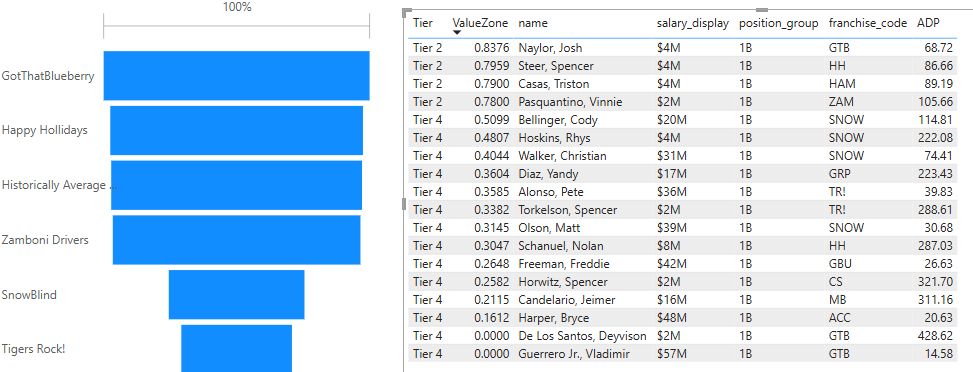 100%
GotThatBlueberry
Happy Hollidays
Historically Average ...
Zamboni Drivers
SnowBlind
Tigers Rock!
Tier ValueZone name salary_display position_group franchise_code ADP
Tier 2 0.8376 Naylor, Josh $4M 1B GTB 68.72
Tier 2 0.7959 Steer, Spencer $4M 1B HH 86.66
Tier 2 0.7900 Casas, Triston $4M 1B HAM 89.19
Tier 2 0.7800 Pasquantino, Vinnie $2M 1B ZAM 105.66
Tier 4 0.5099 Bellinger, Cody $20M 1B SNOW 114.81
Tier 4 0.4807 Hoskins, Rhys $4M 1B SNOW 222.08
Tier 4 0.4044 Walker, Christian $31M 1B SNOW 74.41
Tier 4 0.3604 Diaz, Yandy $17M 1B GRP 223.43
Tier 4 0.3585 Alonso, Pete $36M 1B TR! 39.83
Tier 4 0.3382 Torkelson, Spencer $2M 1B TR! 288.61
Tier 4 0.3145 Olson, Matt $39M 1B SNOW 30.68
Tier 4 0.3047 Schanuel, Nolan $8M 1B HH 287.03
Tier 4 0.2648 Freeman, Freddie $42M 1B GBU 26.63
Tier 4 0.2582 Horwitz, Spencer $2M 1B CS 321.70
Tier 4 0.2115 Candelario, Jeimer $16M 1B MB 311.16
Tier 4 0.1612 Harper, Bryce $48M 1B ACC 20.63
Tier 4 0.0000 De Los Santos, Deyvison $2M 1B GTB 428.62
Tier 4 0.0000 Guerrero Jr., Vladimir $57M 1B GTB 14.58